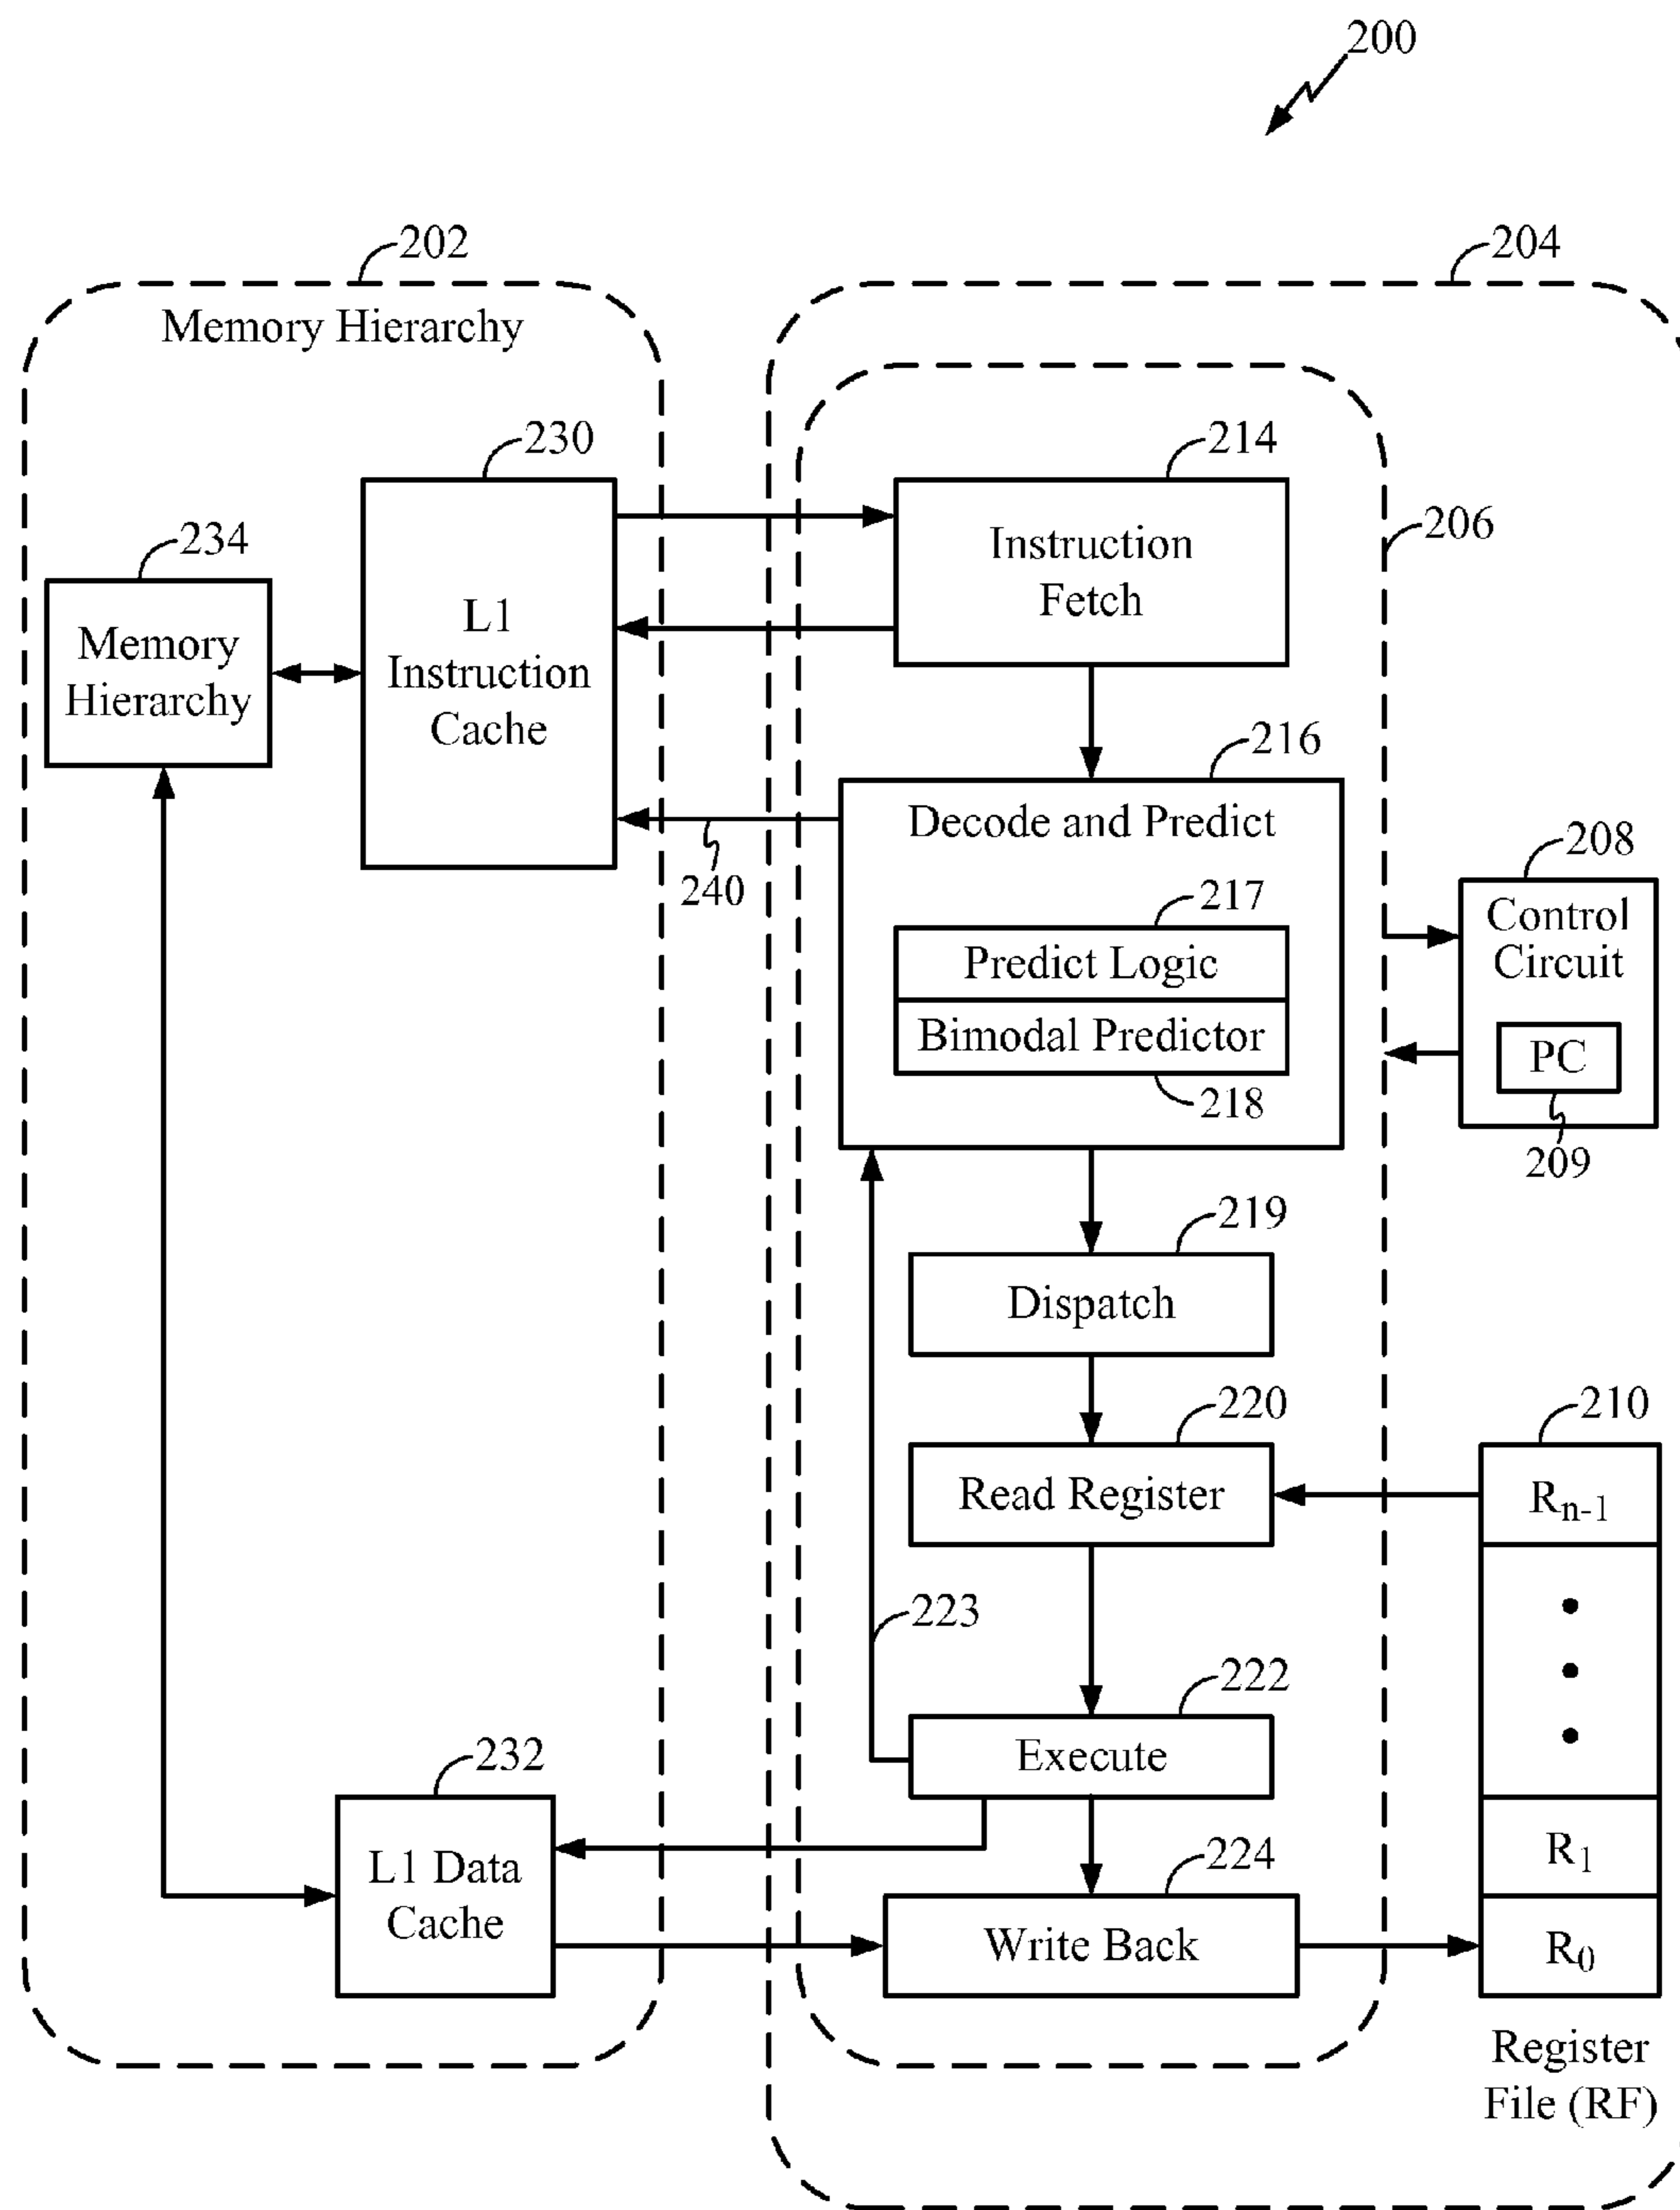 200
202
204
Memory Hierarchy
230
214
206
234
Instruction
Fetch
L1
Instruction
Cache
Memory
Hierarchy
216
Decode and Predict
240
217
Predict Logic
Bimodal Predictor
218
208
Control
Circuit
PC
209
219
Dispatch
220
Read Register
210
Rn-1
223
222
Execute
232
L1 Data
Cache
224
Write Back
R1
R0
Register
File (RF)